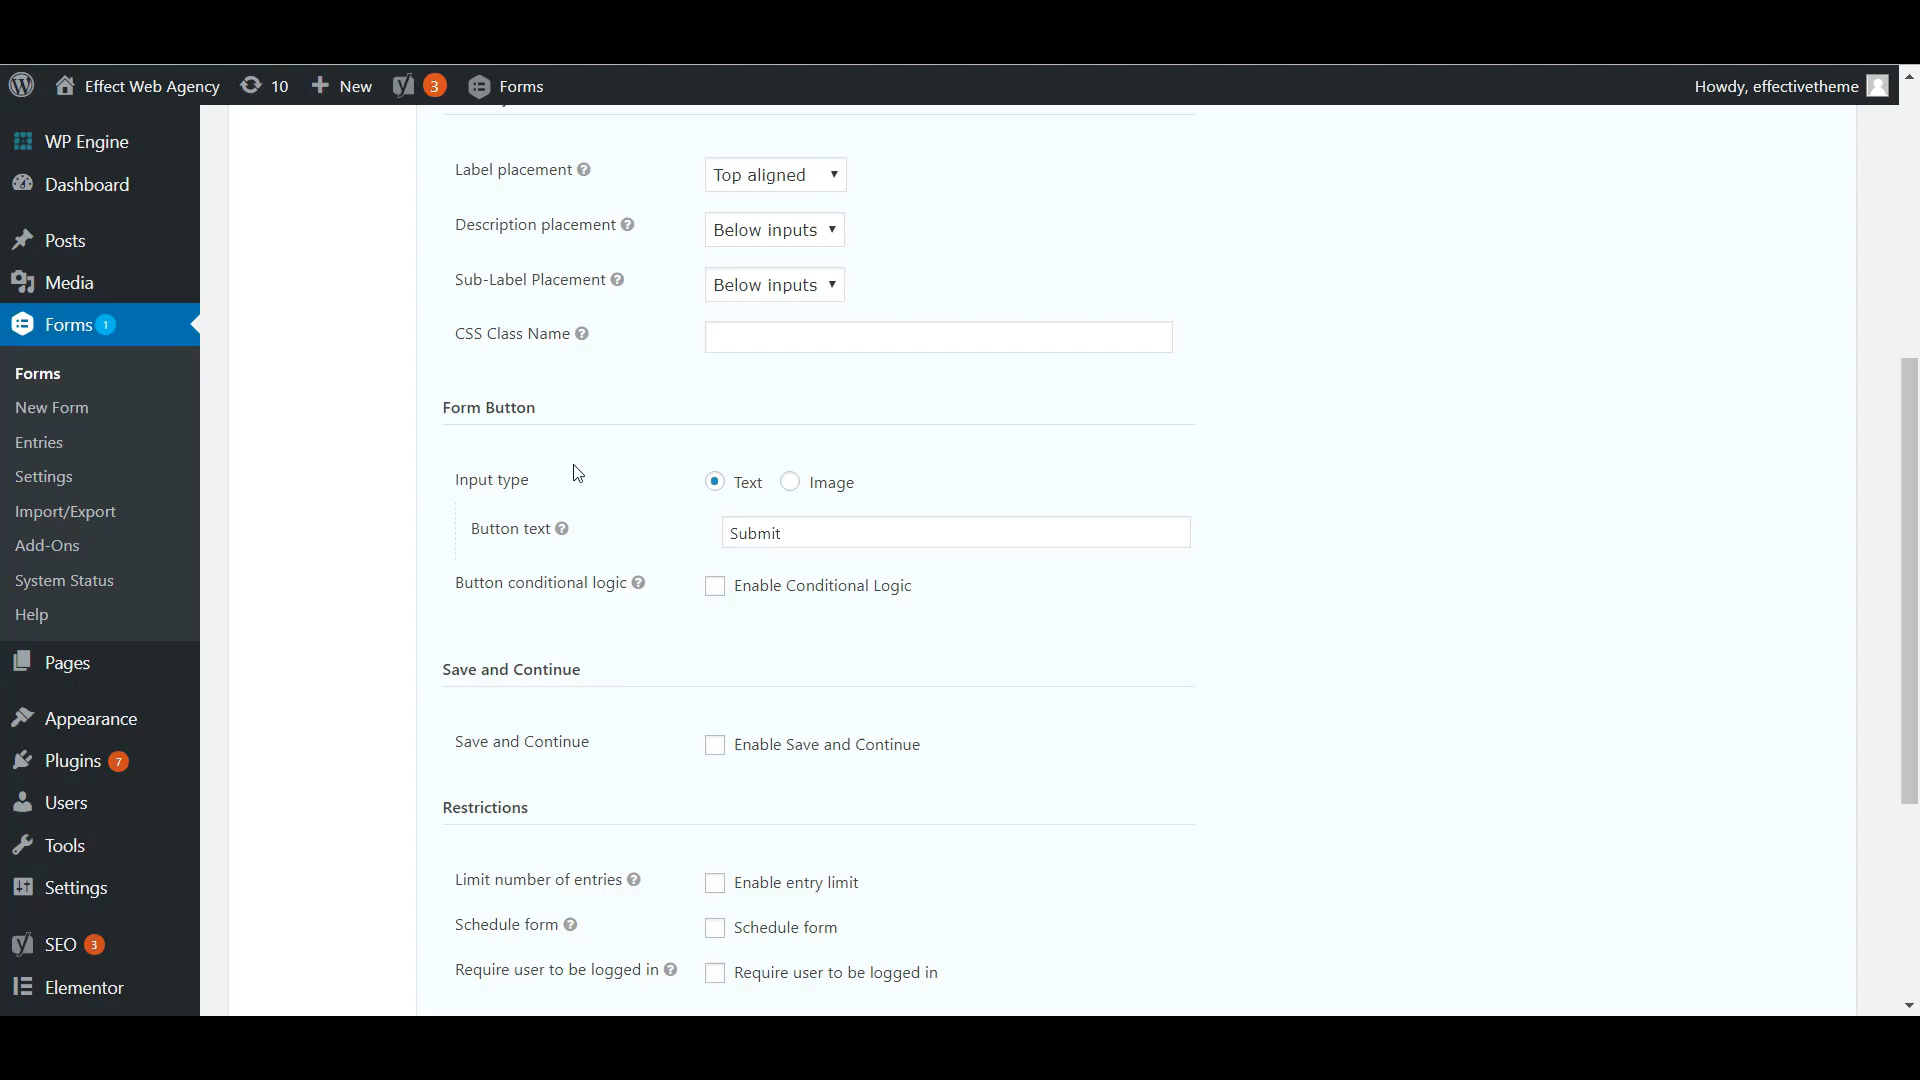 Effect Web Agency 10 New 3 Forms Howdy, effectivetheme
WP Engine
Dashboard
Posts
Media
Forms 1
Forms
New Form
Entries
Settings
Import/Export
Add-Ons
System Status
Help
Pages
Appearance
Plugins 7
Users
Tools
Settings
SEO 3
Elementor
Label placement ? Top aligned
Description placement ? Below inputs
Sub-Label Placement ? Below inputs
CSS Class Name ?
Form Button
Input type Text Image
Button text ? Submit
Button conditional logic ? Enable Conditional Logic
Save and Continue
Save and Continue Enable Save and Continue
Restrictions
Limit number of entries ? Enable entry limit
Schedule form ? Schedule form
Require user to be logged in ? Require user to be logged in